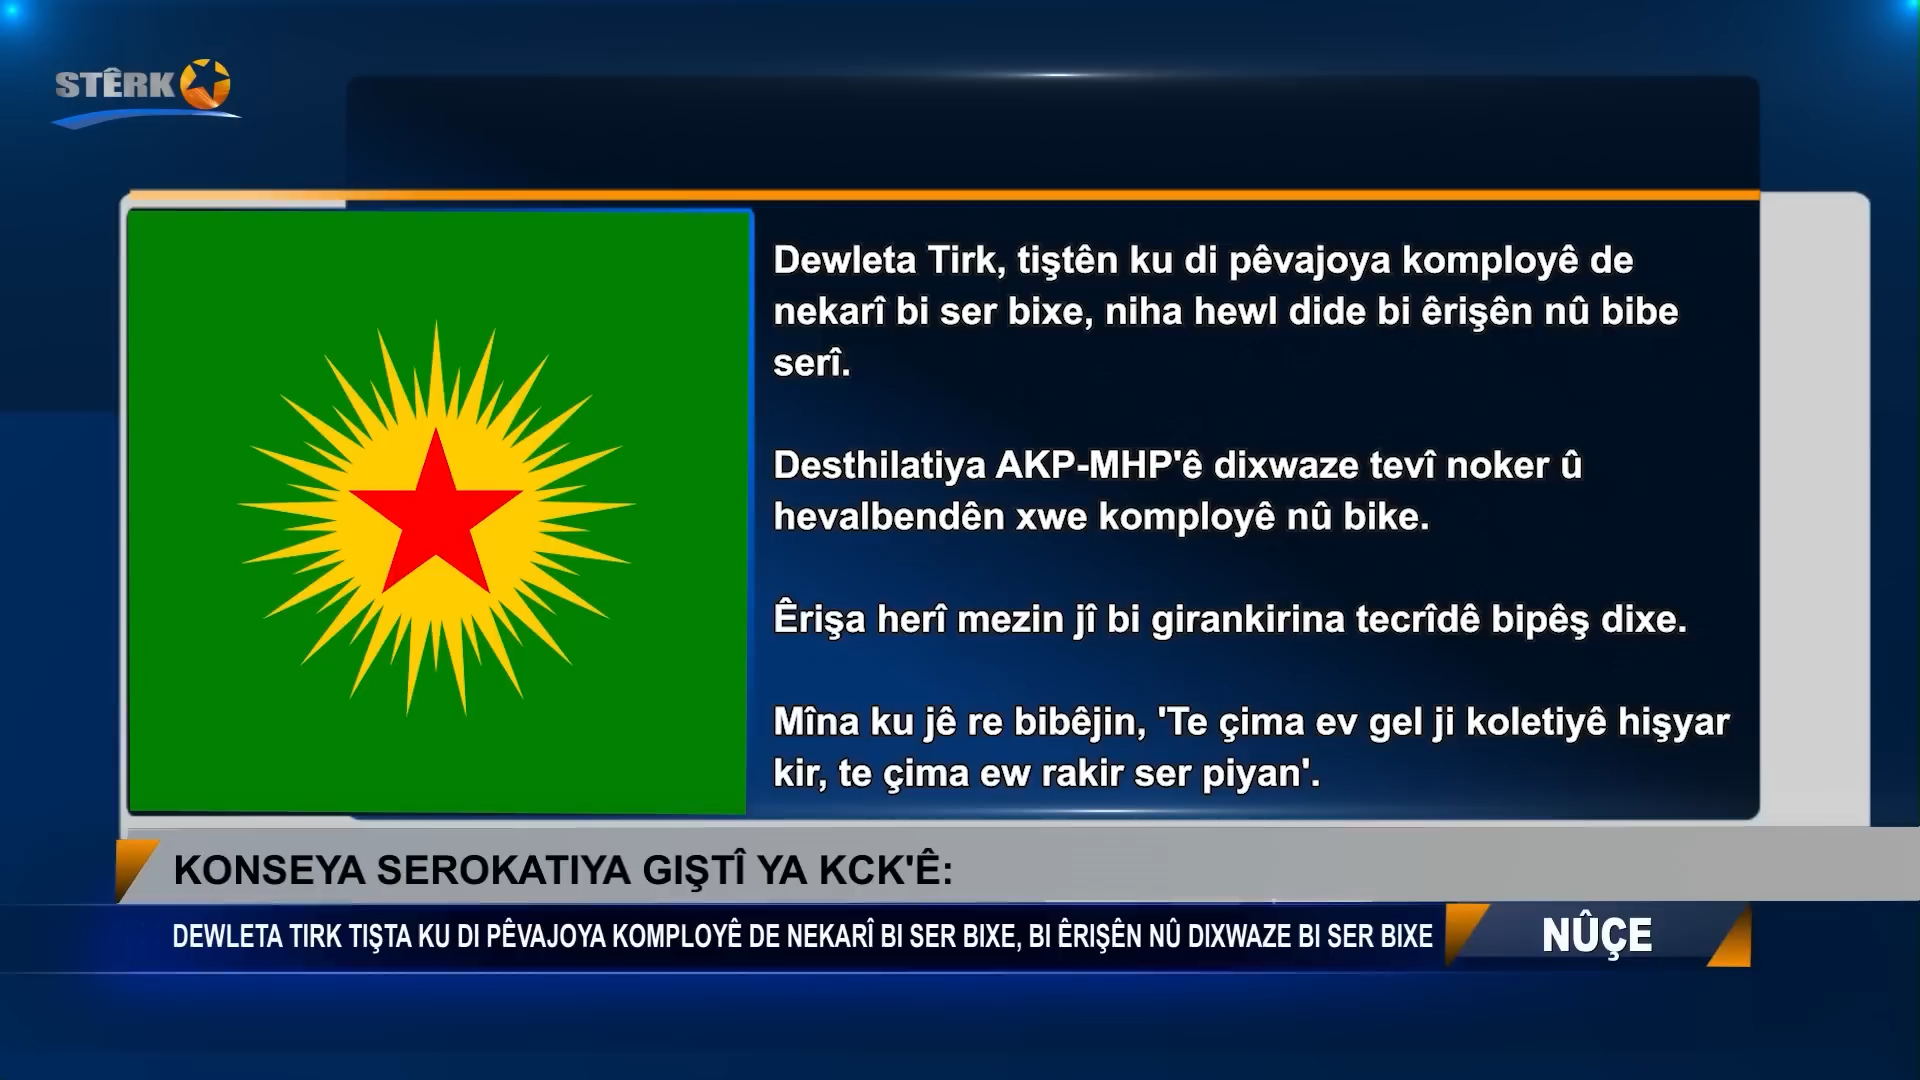 STÊRK
Dewleta Tirk, tiştên ku di pêvajoya komployê de
nekarî bi ser bixe, niha hewl dide bi êrişên nû bibe
serî.
Desthilatiya AKP-MHP'ê dixwaze tevî noker û
hevalbendên xwe komployê nû bike.
Êrişa herî mezin jî bi girankirina tecrîdê bipêş dixe.
Mîna ku jê re bibêjin, 'Te çima ev gel ji koletiyê hişyar
kir, te çima ew rakir ser piyan'.
KONSEYA SEROKATIYA GIŞTÎ YA KCK'Ê:
DEWLETA TIRK TIŞTA KU DI PÊVAJOYA KOMPLOYÊ DE NEKARÎ BI SER BIXE, BI ÊRIŞÊN NÛ DIXWAZE BI SER BIXE
NÛÇE